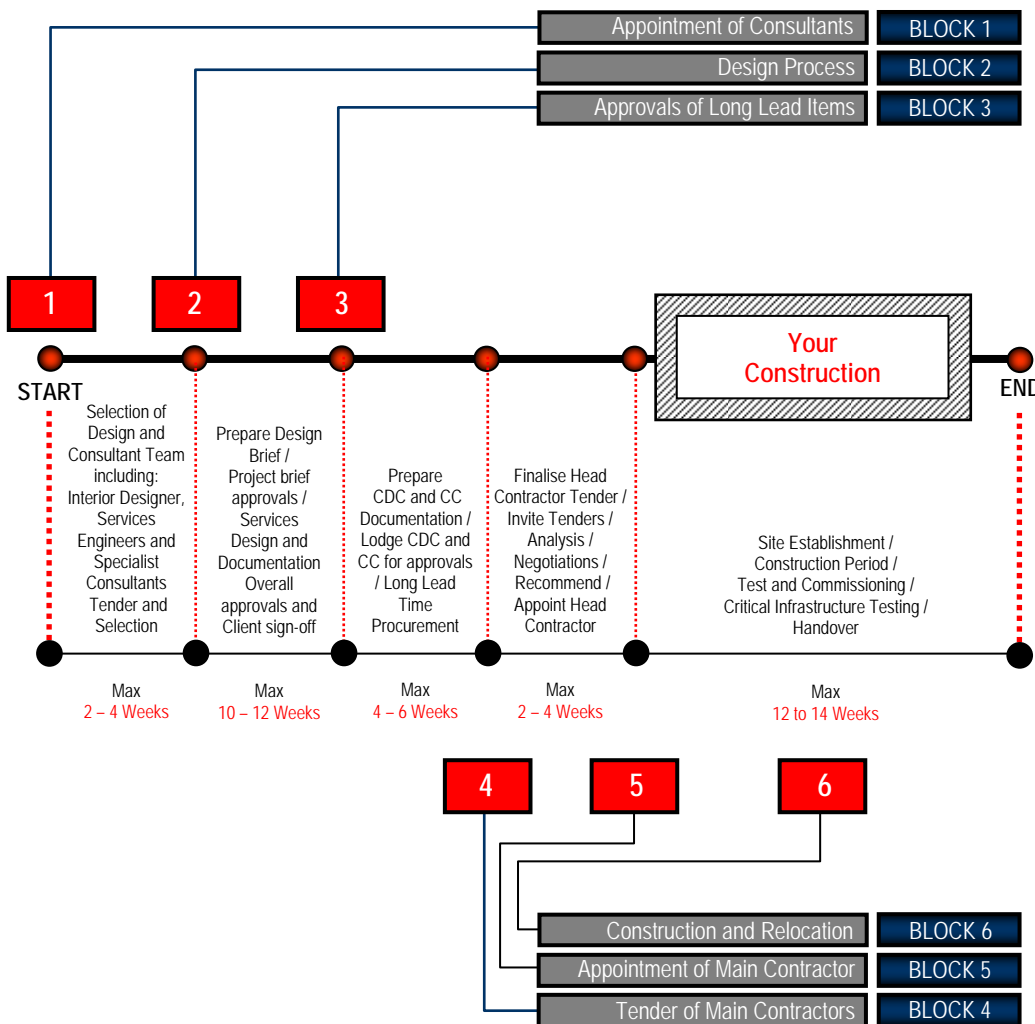 Appointment of Consultants BLOCK 1
Design Process BLOCK 2
Approvals of Long Lead Items BLOCK 3
1 2 3
Your
Construction
START
END
Selection of
Design and
Consultant Team
including:
Interior Designer,
Services
Engineers and
Specialist
Consultants
Tender and
Selection
Prepare Design
Brief /
Project brief
approvals /
Services
Design and
Documentation
Overall
approvals and
Client sign-off
Prepare
CDC and CC
Documentation /
Lodge CDC and
CC for approvals
/ Long Lead
Time
Procurement
Finalise Head
Contractor Tender /
Invite Tenders /
Analysis /
Negotiations /
Recommend /
Appoint Head
Contractor
Site Establishment /
Construction Period /
Test and Commissioning /
Critical Infrastructure Testing /
Handover
Max
2 – 4 Weeks
Max
10 – 12 Weeks
Max
4 – 6 Weeks
Max
2 – 4 Weeks
Max
12 to 14 Weeks
4 5 6
Construction and Relocation BLOCK 6
Appointment of Main Contractor BLOCK 5
Tender of Main Contractors BLOCK 4